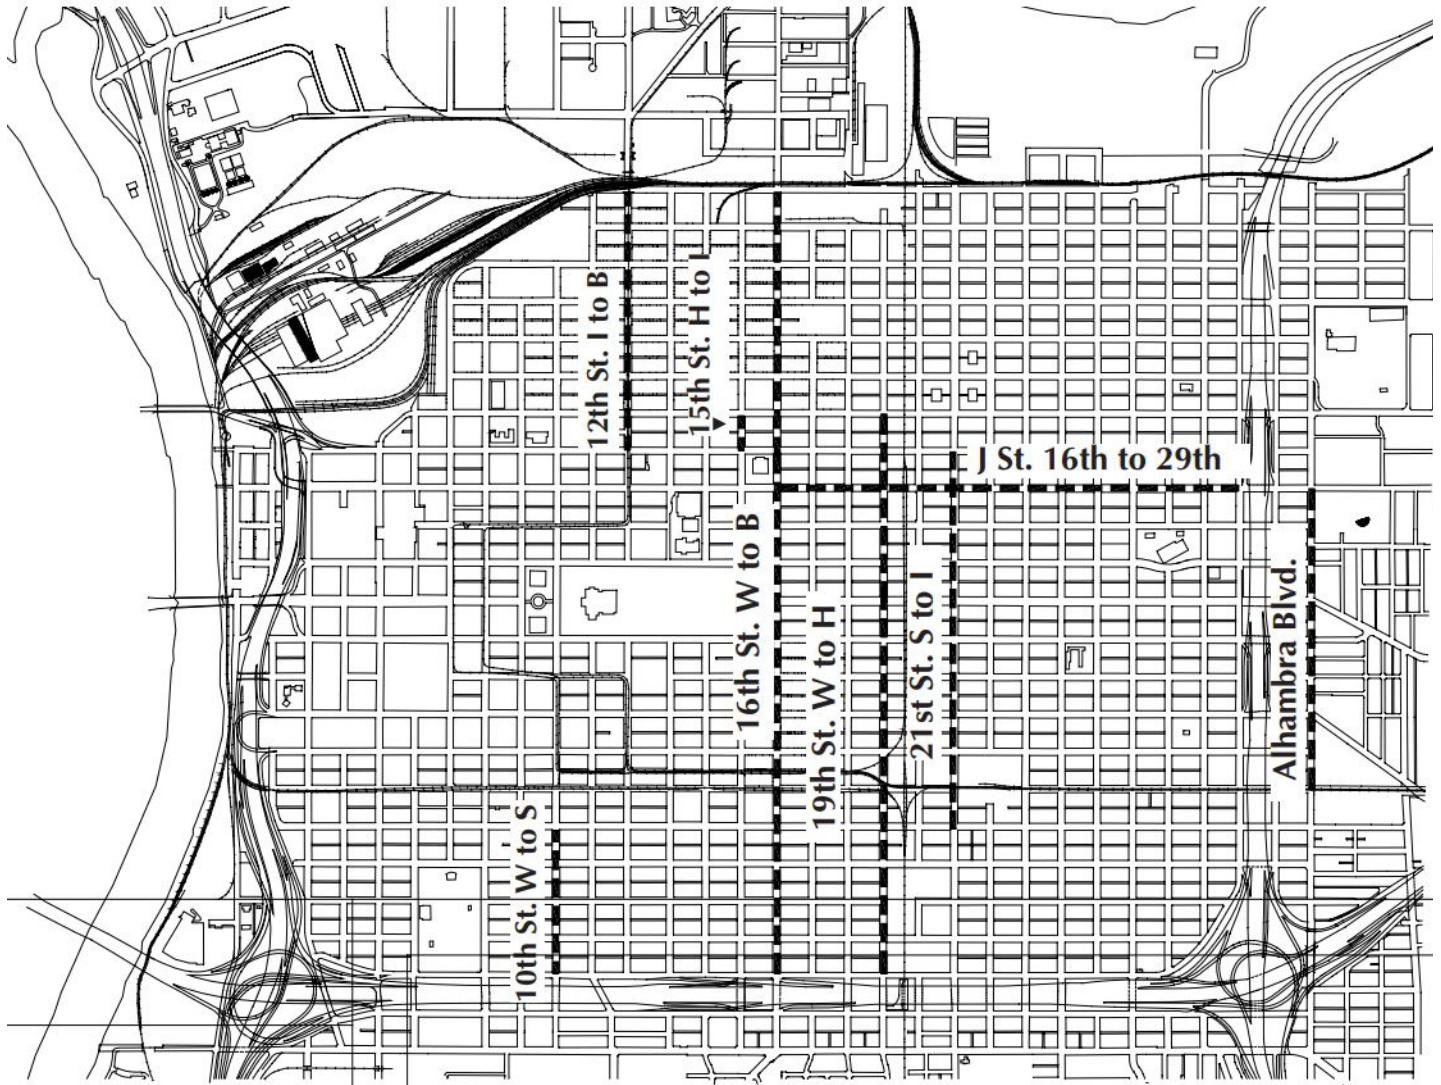 12th St. I to B
15th St. H to I
J St. 16th to 29th
16th St. W to B
19th St. W to H
21st St. S to I
Alhambra Blvd.
10th St. W to S